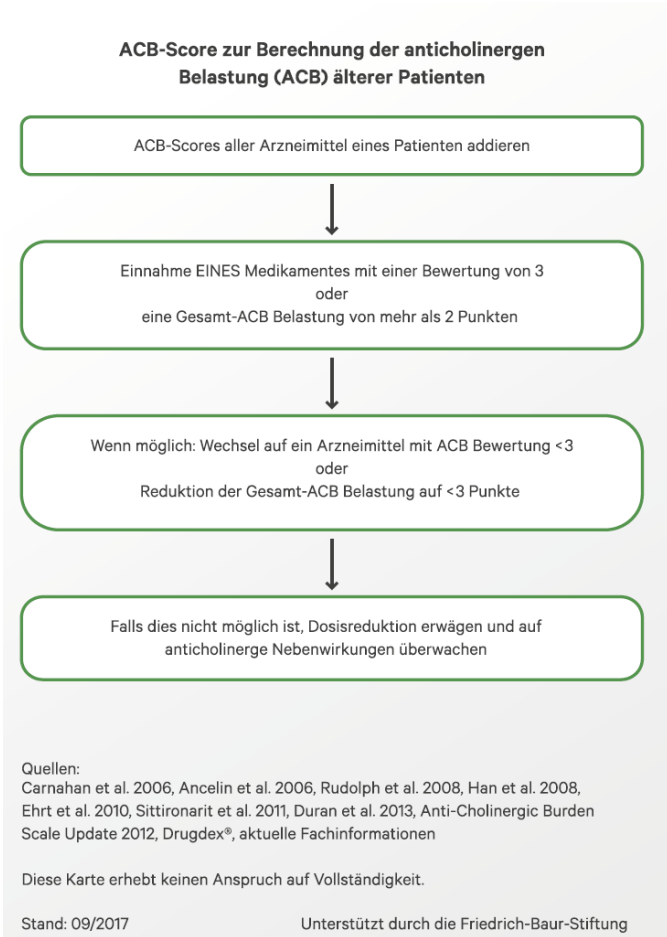 ACB-Score zur Berechnung der anticholinergen
Belastung (ACB) älterer Patienten
ACB-Scores aller Arzneimittel eines Patienten addieren
Einnahme EINES Medikamentes mit einer Bewertung von 3
oder
eine Gesamt-ACB Belastung von mehr als 2 Punkten
Wenn möglich: Wechsel auf ein Arzneimittel mit ACB Bewertung <3
oder
Reduktion der Gesamt-ACB Belastung auf <3 Punkte
Falls dies nicht möglich ist, Dosisreduktion erwägen und auf
anticholinerge Nebenwirkungen überwachen
Quellen:
Carnahan et al. 2006, Ancelin et al. 2006, Rudolph et al. 2008, Han et al. 2008,
Ehrt et al. 2010, Sittironarit et al. 2011, Duran et al. 2013, Anti-Cholinergic Burden
Scale Update 2012, Drugdex®, aktuelle Fachinformationen
Diese Karte erhebt keinen Anspruch auf Vollständigkeit.
Stand: 09/2017 Unterstützt durch die Friedrich-Baur-Stiftung